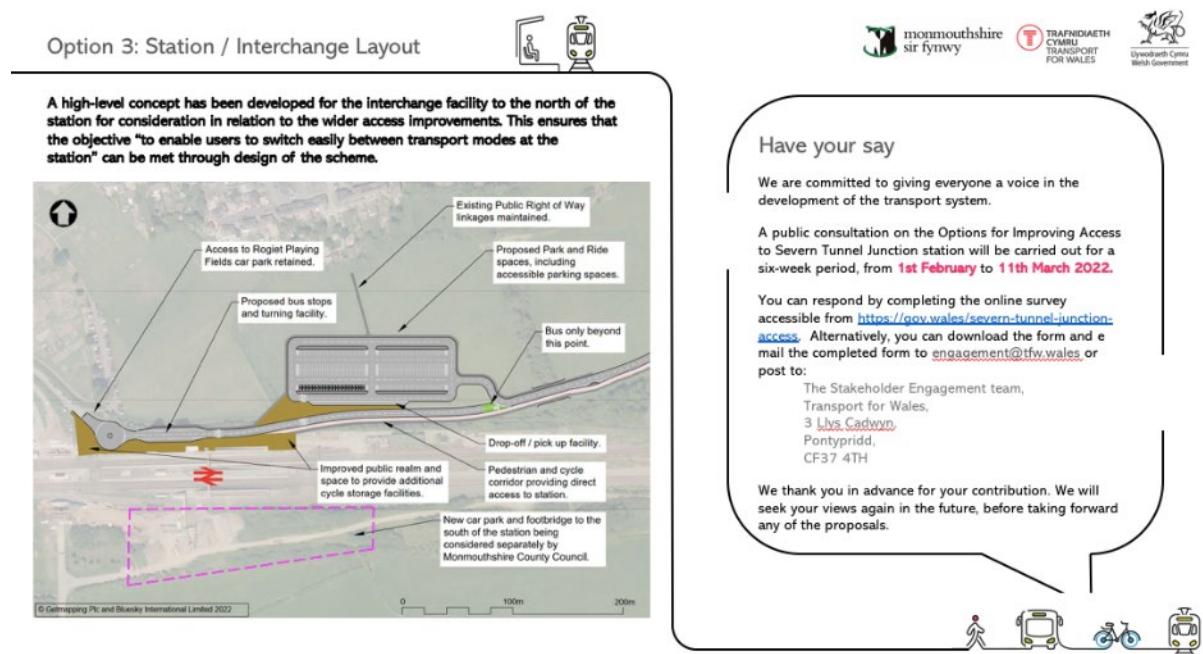 Option 3: Station / Interchange Layout
monmouthshire
sir fynwy
TRAFNIDIAETH
CYMRU
TRANSPORT
FOR WALES
Llywodraeth Cymru
Welsh Government
A high-level concept has been developed for the interchange facility to the north of the
station for consideration in relation to the wider access improvements. This ensures that
the objective “to enable users to switch easily between transport modes at the
station” can be met through design of the scheme.
Existing Public Right of Way
linkages maintained.
Access to Rogiet Playing
Fields car park retained.
Proposed Park and Ride
spaces, including
accessible parking spaces.
Proposed bus stops
and turning facility.
Bus only beyond
this point.
Drop-off / pick up facility.
Improved public realm and
space to provide additional
cycle storage facilities.
Pedestrian and cycle
corridor providing direct
access to station.
New car park and footbridge to the
south of the station being
considered separately by
Monmouthshire County Council.
© Getmapping Plc and Bluesky International Limited 2022
0 100m 200m
Have your say
We are committed to giving everyone a voice in the
development of the transport system.
A public consultation on the Options for Improving Access
to Severn Tunnel Junction station will be carried out for a
six-week period, from 1st February to 11th March 2022.
You can respond by completing the online survey
accessible from https://gov.wales/severn-tunnel-junction-
access. Alternatively, you can download the form and e
mail the completed form to engagement@tfw.wales or
post to:
The Stakeholder Engagement team,
Transport for Wales,
3 Llys Cadwyn,
Pontypridd,
CF37 4TH
We thank you in advance for your contribution. We will
seek your views again in the future, before taking forward
any of the proposals.